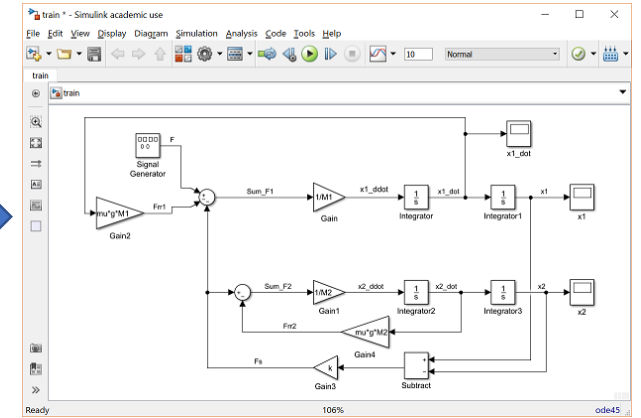 train * - Simulink academic use
File Edit View Display Diagram Simulation Analysis Code Tools Help
10 Normal
train
train
F
Signal
Generator
x1_dot
mu*g*M1
Frr1
Gain2
Sum_F1
1/M1
Gain
x1_ddot
1
s
Integrator
x1_dot
1
s
Integrator1
x1
x1
Sum_F2
1/M2
Gain1
x2_ddot
1
s
Integrator2
x2_dot
1
s
Integrator3
x2
x2
Frr2
mu*g*M2
Gain4
Fs
k
Gain3
+
−
Subtract
Ready 106% ode45